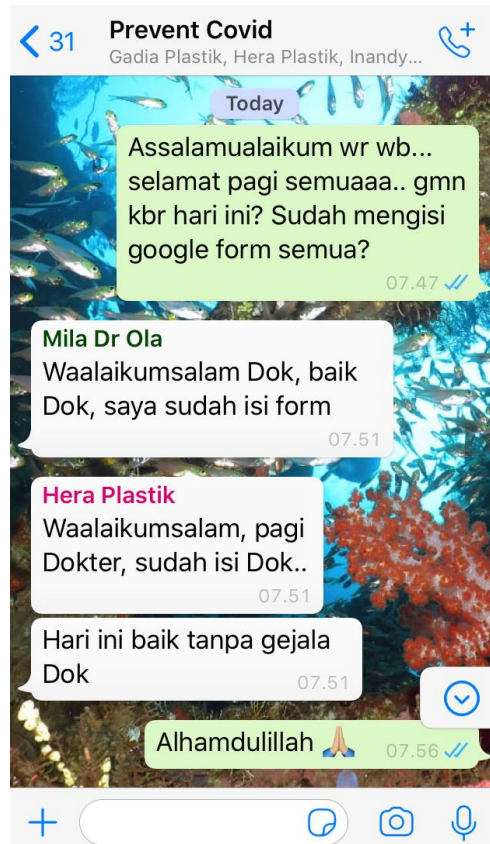 31
Prevent Covid
Gadia Plastik, Hera Plastik, Inandy...
Today
Assalamualaikum wr wb...
selamat pagi semuaaa.. gmn
kbr hari ini? Sudah mengisi
google form semua?
07.47
Mila Dr Ola
Waalaikumsalam Dok, baik
Dok, saya sudah isi form
07.51
Hera Plastik
Waalaikumsalam, pagi
Dokter, sudah isi Dok..
07.51
Hari ini baik tanpa gejala
Dok
07.51
Alhamdulillah 🙏🏼
07.56